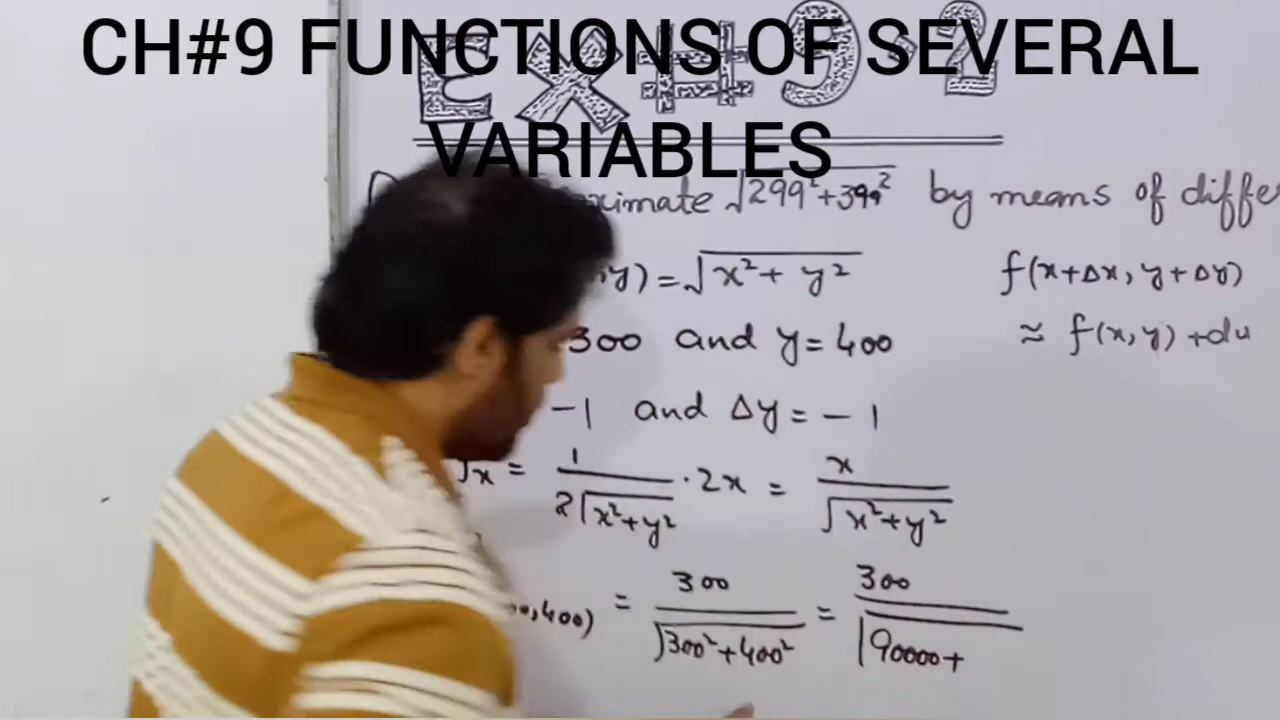 CH#9 FUNCTIONS OF SEVERAL
VARIABLES
EX#9.2
√299²+399² by means of
y) = √x² + y²
f(x+Δx, y+Δy)
300 and y = 400
≈ f(x,y) + du
-1 and Δy = -1
x = 1/2√x²+y² · 2x = x/√x²+y²
,400) = 300/√300²+400² = 300/√90000+